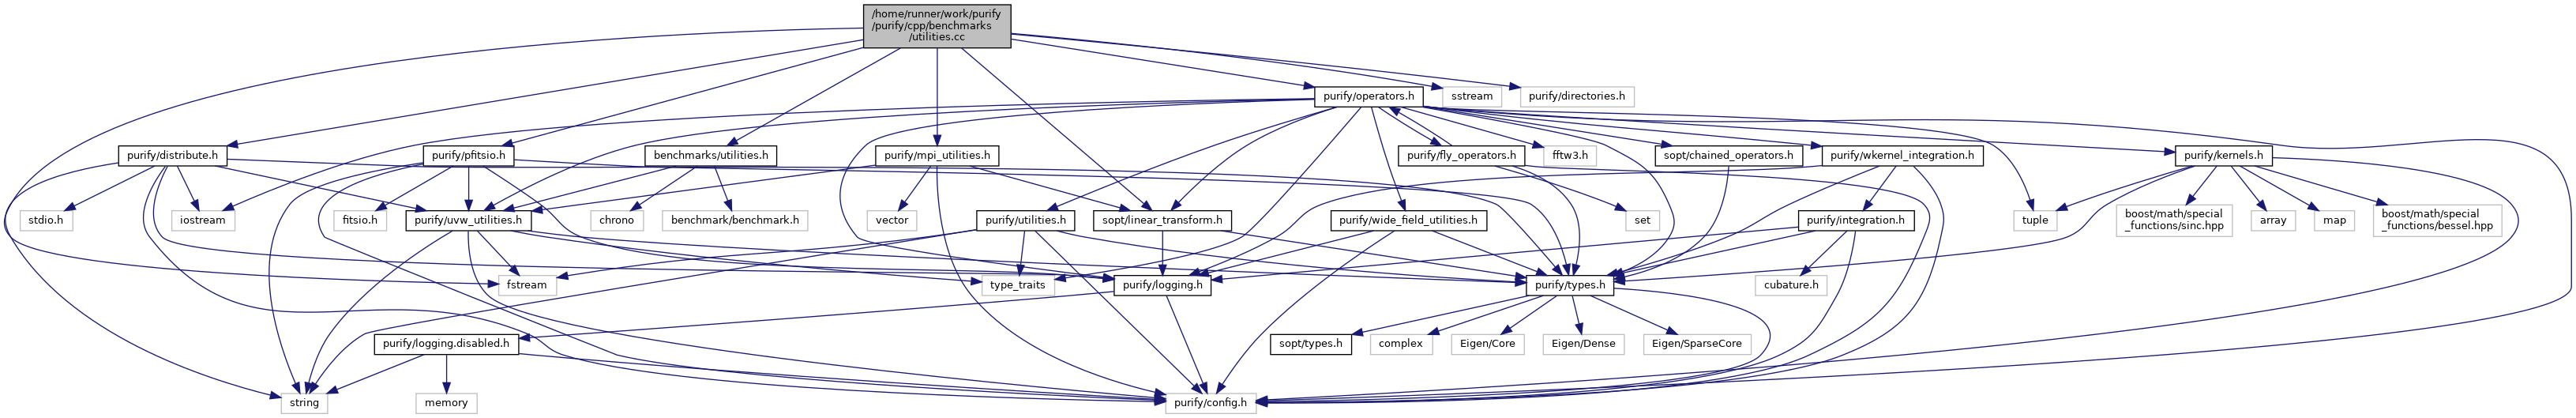 /home/runner/work/purify
/purify/cpp/benchmarks
/utilities.cc
purify/operators.h
sstream
purify/directories.h
purify/distribute.h
purify/pfitsio.h
benchmarks/utilities.h
purify/mpi_utilities.h
purify/fly_operators.h
fftw3.h
sopt/chained_operators.h
purify/wkernel_integration.h
purify/kernels.h
stdio.h
iostream
fitsio.h
purify/uvw_utilities.h
chrono
benchmark/benchmark.h
vector
purify/utilities.h
sopt/linear_transform.h
purify/wide_field_utilities.h
set
purify/integration.h
tuple
boost/math/special
_functions/sinc.hpp
array
map
boost/math/special
_functions/bessel.hpp
fstream
type_traits
purify/logging.h
purify/types.h
cubature.h
purify/logging.disabled.h
sopt/types.h
complex
Eigen/Core
Eigen/Dense
Eigen/SparseCore
string
memory
purify/config.h